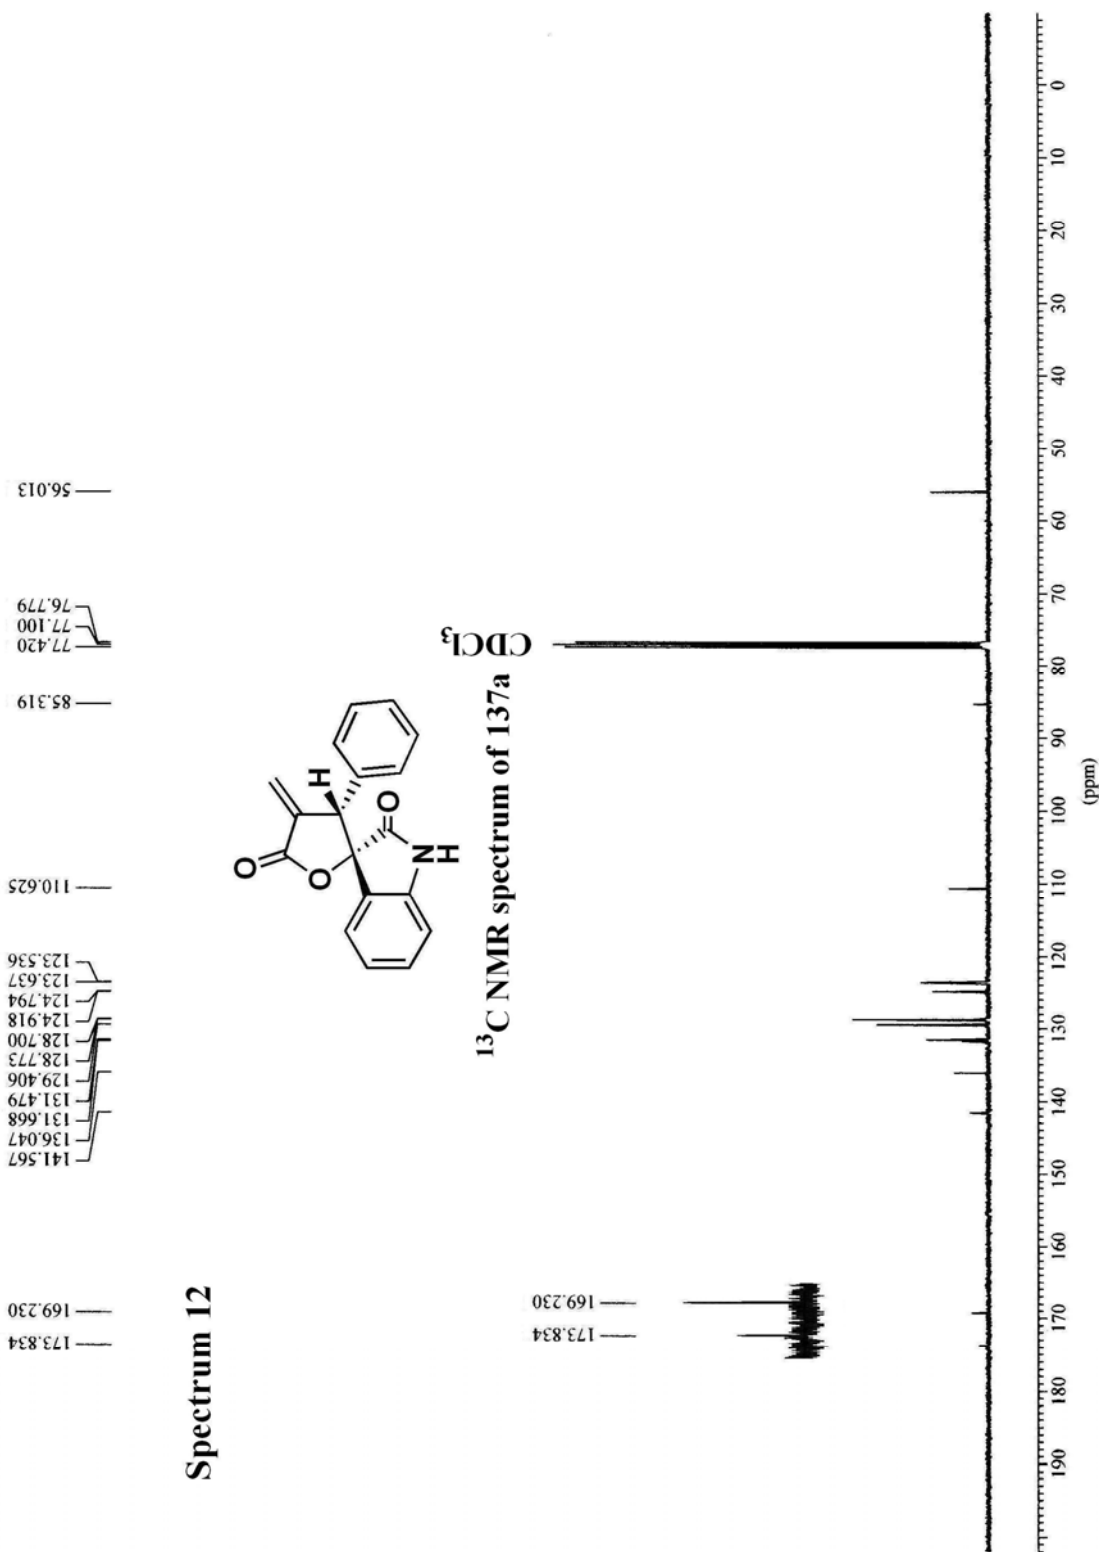 Spectrum 12
173.834
169.230
141.567
136.047
131.668
131.479
129.406
128.773
128.700
124.918
124.794
123.637
123.536
110.625
85.319
77.420
77.100
76.779
56.013
O
O
H
O
N
H
¹³C NMR spectrum of 137a
CDCl₃
173.834
169.230
190 180 170 160 150 140 130 120 110 100 90 80 70 60 50 40 30 20 10 0
(ppm)